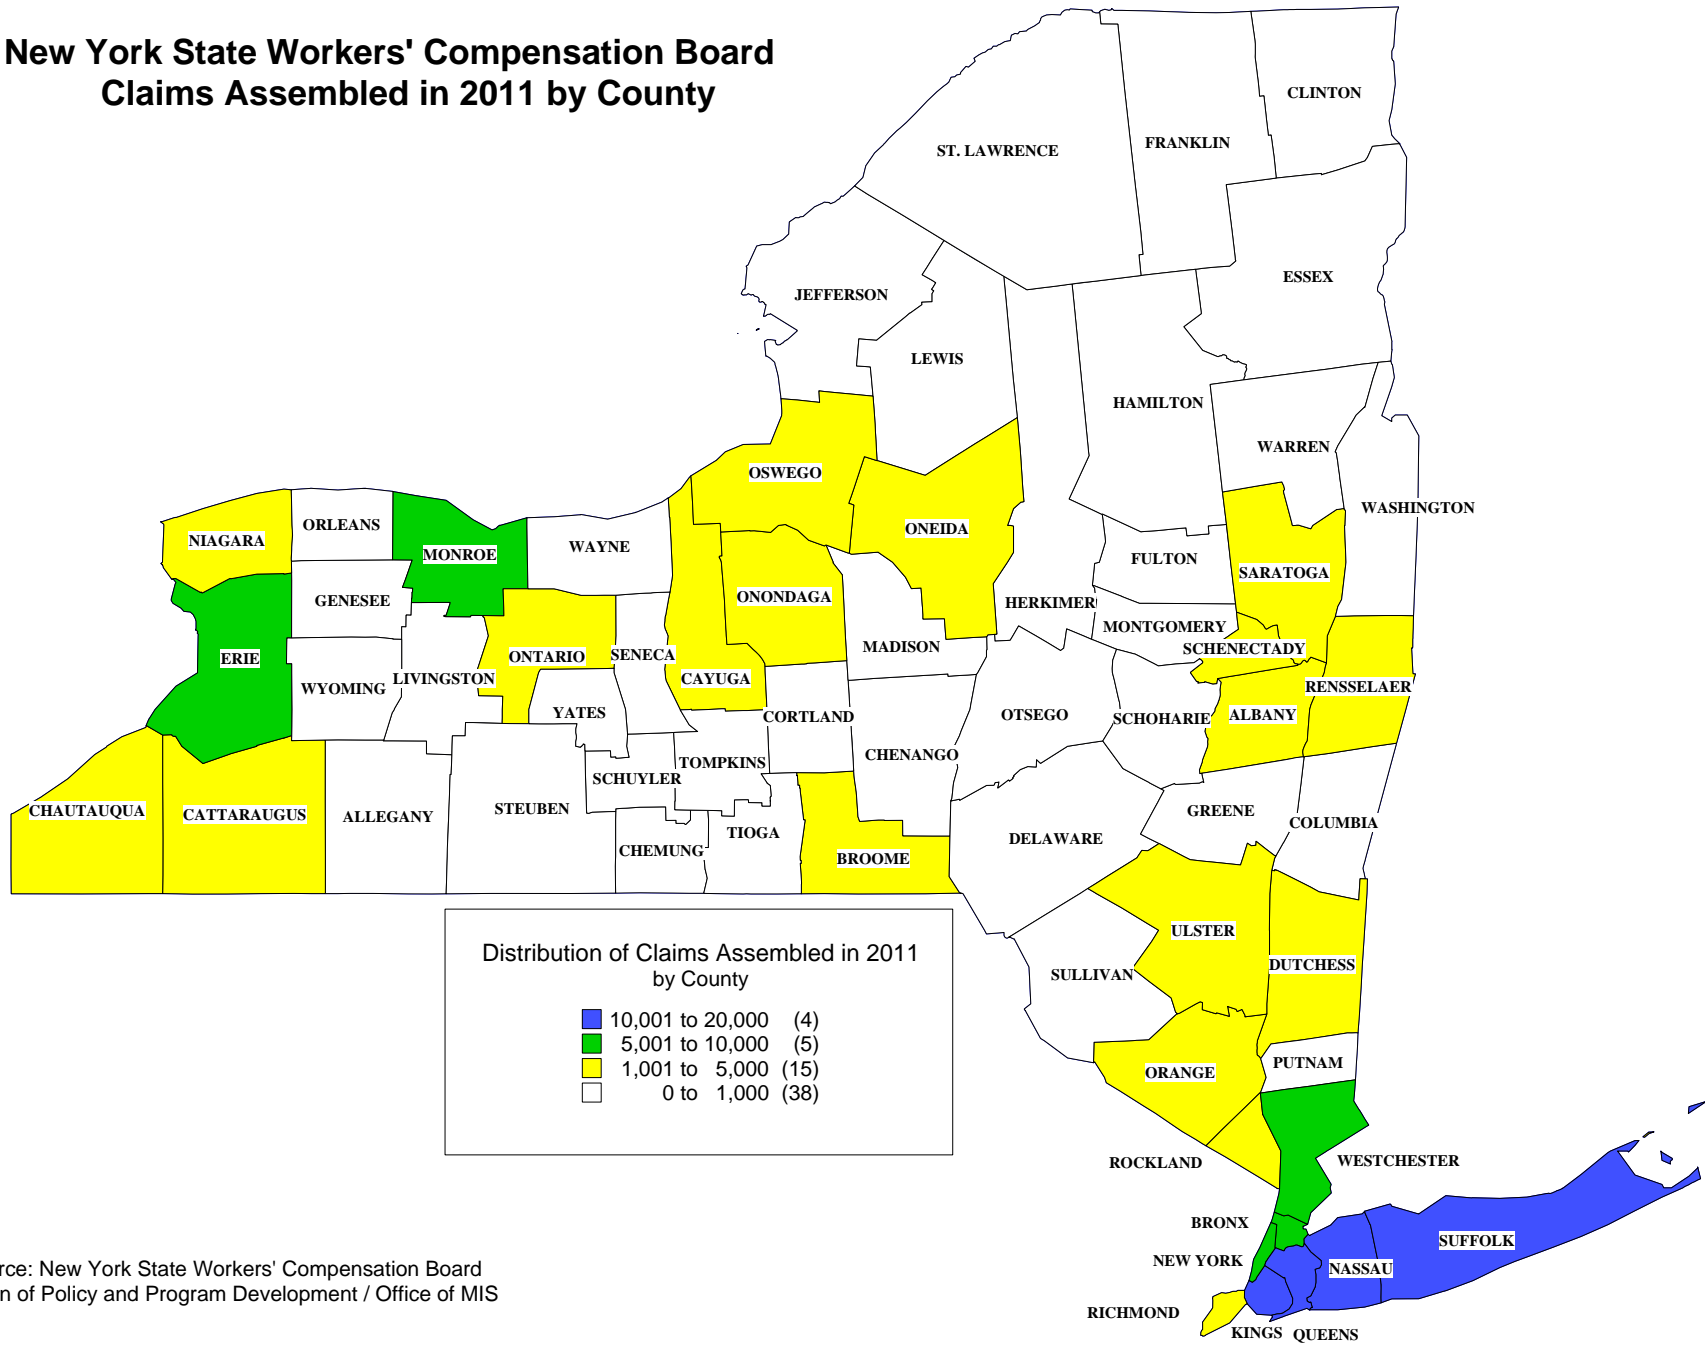 New York State Workers' Compensation Board
Claims Assembled in 2011 by County
CLINTON
FRANKLIN
ST. LAWRENCE
ESSEX
JEFFERSON
LEWIS
HAMILTON
WARREN
OSWEGO
WASHINGTON
ORLEANS
ONEIDA
NIAGARA
WAYNE
MONROE
FULTON
SARATOGA
ONONDAGA
GENESEE
HERKIMER
MONTGOMERY
MADISON
SCHENECTADY
SENECA
ONTARIO
ERIE
CAYUGA
LIVINGSTON
RENSSELAER
WYOMING
YATES
OTSEGO
ALBANY
CORTLAND
SCHOHARIE
CHENANGO
TOMPKINS
SCHUYLER
STEUBEN
CHAUTAUQUA
GREENE
CATTARAUGUS
ALLEGANY
COLUMBIA
TIOGA
DELAWARE
CHEMUNG
BROOME
ULSTER
DUTCHESS
SULLIVAN
PUTNAM
ORANGE
Distribution of Claims Assembled in 2011
by County
10,001 to 20,000 (4)
5,001 to 10,000 (5)
1,001 to 5,000 (15)
0 to 1,000 (38)
WESTCHESTER
ROCKLAND
BRONX
SUFFOLK
NEW YORK
NASSAU
RICHMOND
KINGS
QUEENS
rce: New York State Workers' Compensation Board
n of Policy and Program Development / Office of MIS